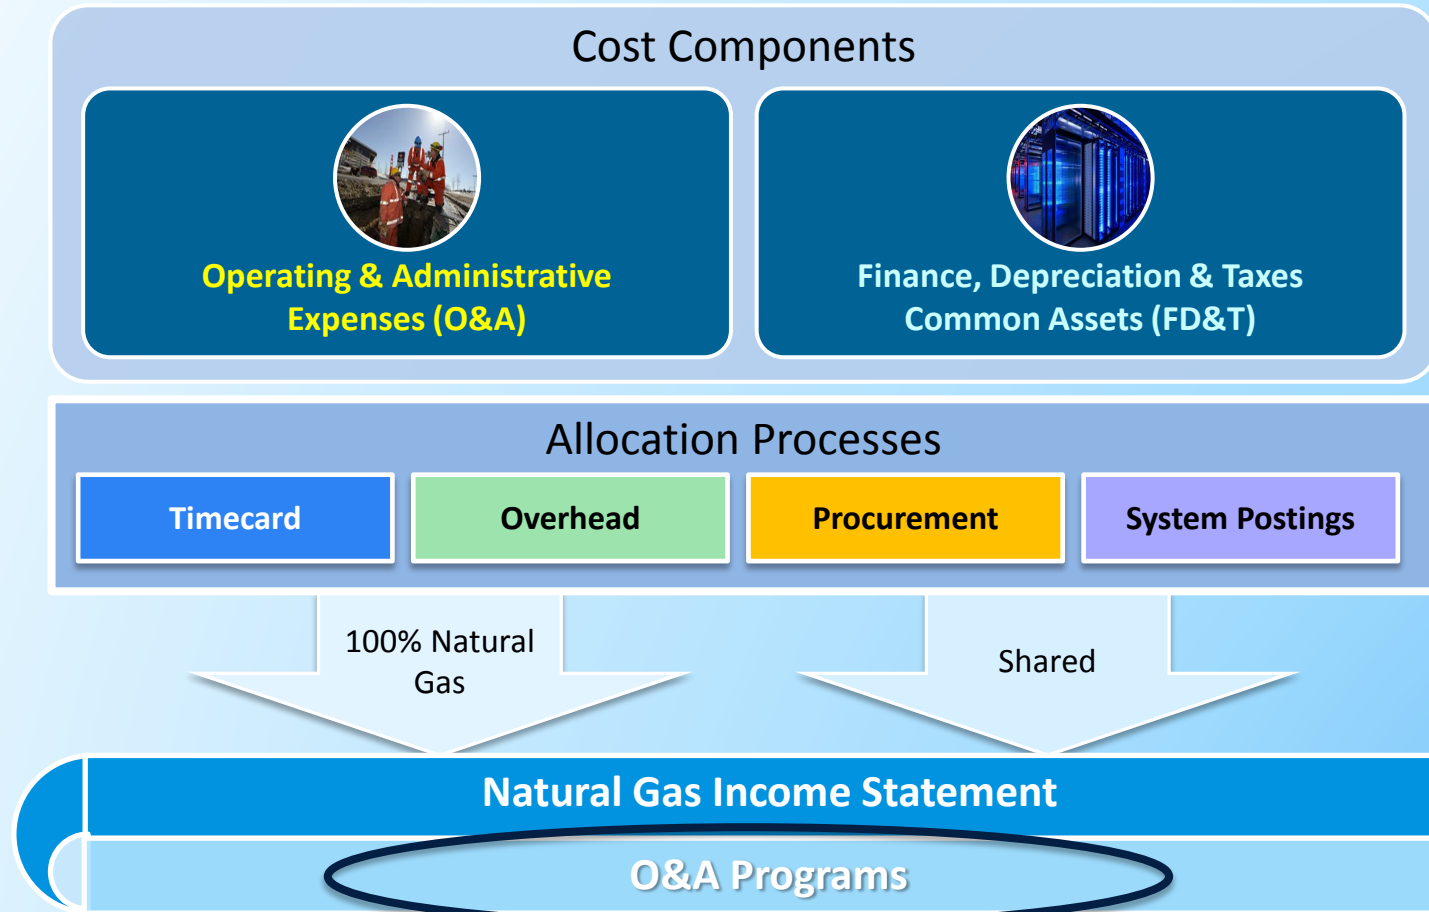 Cost Components
Operating & Administrative
Expenses (O&A)
Finance, Depreciation & Taxes
Common Assets (FD&T)
Allocation Processes
Timecard
Overhead
Procurement
System Postings
100% Natural
Gas
Shared
Natural Gas Income Statement
O&A Programs